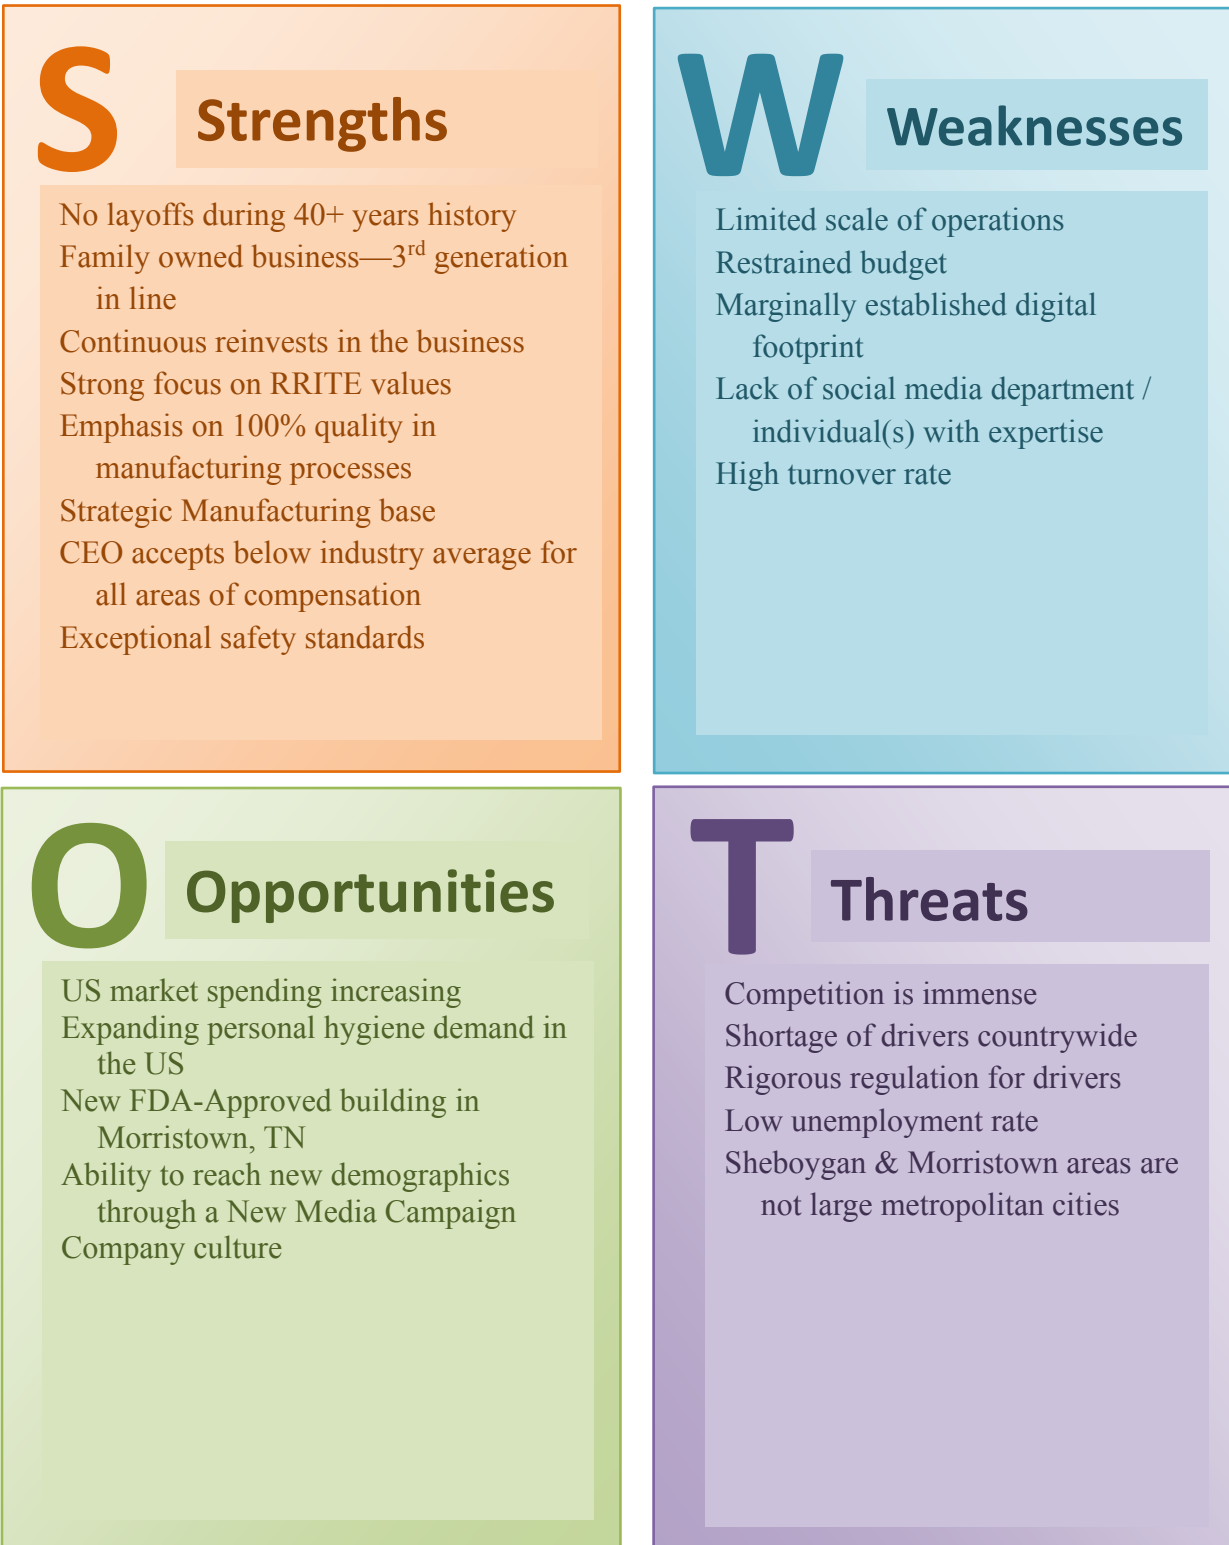 S
Strengths
No layoffs during 40+ years history
Family owned business—3rd generation
in line
Continuous reinvests in the business
Strong focus on RRITE values
Emphasis on 100% quality in
manufacturing processes
Strategic Manufacturing base
CEO accepts below industry average for
all areas of compensation
Exceptional safety standards
W
Weaknesses
Limited scale of operations
Restrained budget
Marginally established digital
footprint
Lack of social media department /
individual(s) with expertise
High turnover rate
O
Opportunities
US market spending increasing
Expanding personal hygiene demand in
the US
New FDA-Approved building in
Morristown, TN
Ability to reach new demographics
through a New Media Campaign
Company culture
T
Threats
Competition is immense
Shortage of drivers countrywide
Rigorous regulation for drivers
Low unemployment rate
Sheboygan & Morristown areas are
not large metropolitan cities